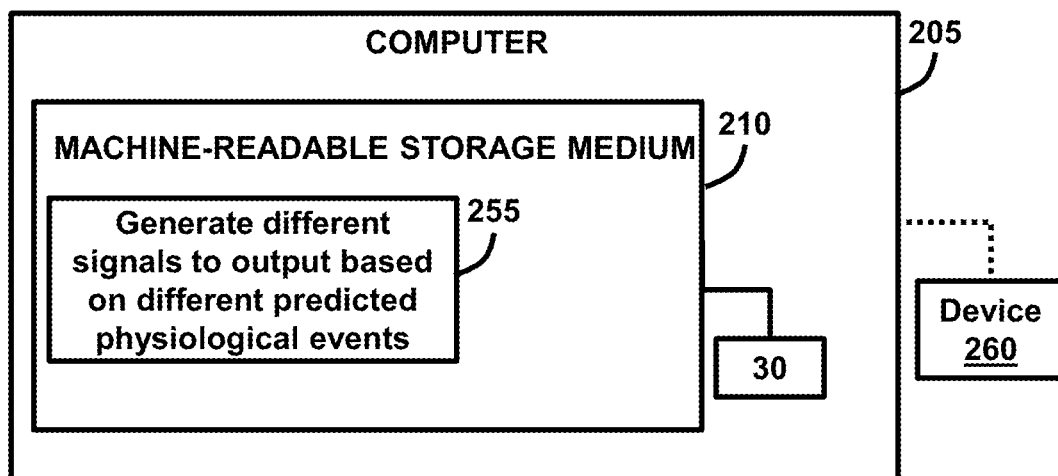 COMPUTER
205
MACHINE-READABLE STORAGE MEDIUM
210
Generate different
signals to output based
on different predicted
physiological events
255
30
Device
260